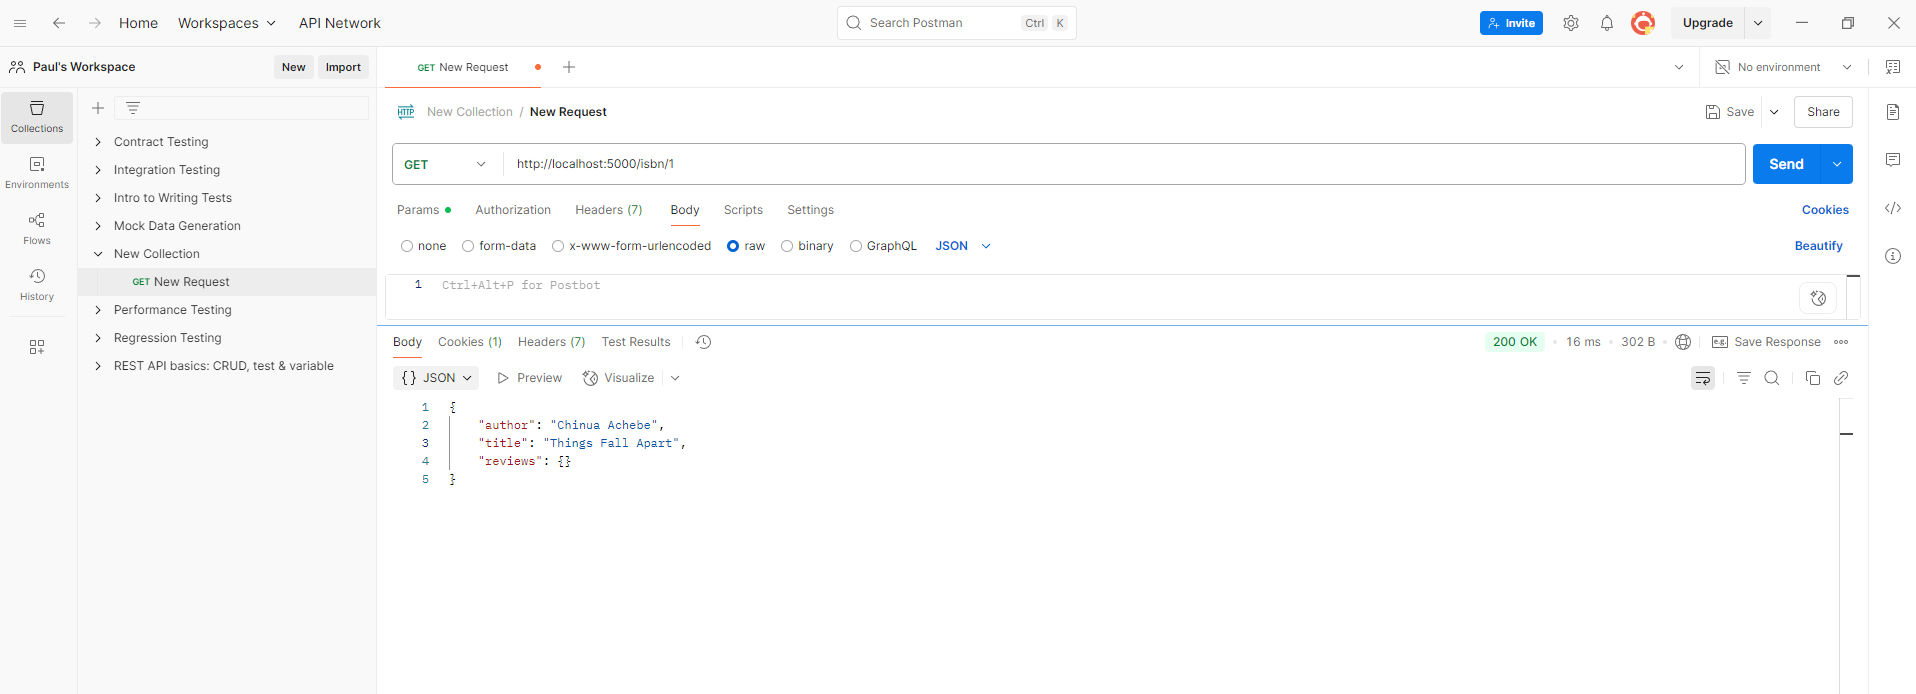 Home Workspaces API Network Search Postman Ctrl K Invite Upgrade
Paul's Workspace New Import GET New Request No environment
Collections
Environments
Flows
History
Contract Testing
Integration Testing
Intro to Writing Tests
Mock Data Generation
New Collection
GET New Request
Performance Testing
Regression Testing
REST API basics: CRUD, test & variable
HTTP New Collection / New Request Save Share
GET http://localhost:5000/isbn/1 Send
Params Authorization Headers (7) Body Scripts Settings Cookies
none form-data x-www-form-urlencoded raw binary GraphQL JSON Beautify
1 Ctrl+Alt+P for Postbot
Body Cookies (1) Headers (7) Test Results 200 OK • 16 ms • 302 B • e.g. Save Response
{} JSON Preview Visualize
1 {
2 "author": "Chinua Achebe",
3 "title": "Things Fall Apart",
4 "reviews": {}
5 }